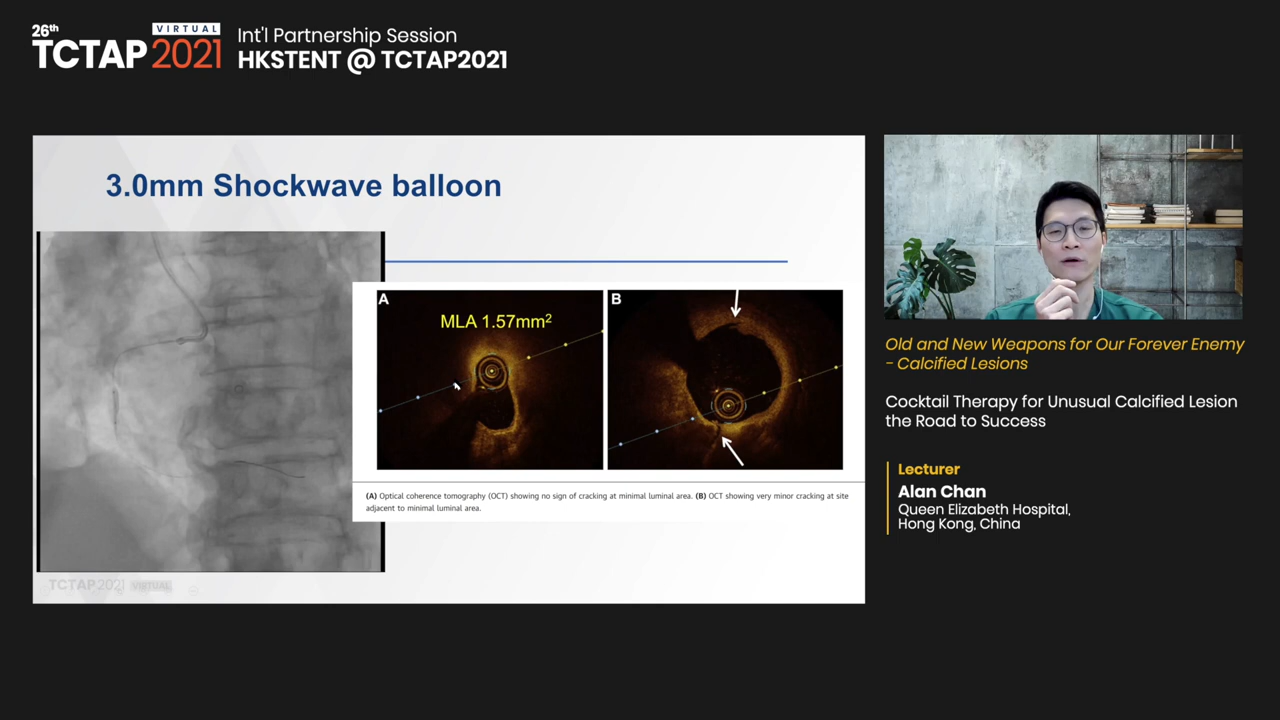 26th
VIRTUAL
TCTAP 2021
Int'l Partnership Session
HKSTENT @ TCTAP2021
3.0mm Shockwave balloon
A
MLA 1.57mm²
B
(A) Optical coherence tomography (OCT) showing no sign of cracking at minimal luminal area. (B) OCT showing very minor cracking at site
adjacent to minimal luminal area.
TCTAP2021 VIRTUAL
Old and New Weapons for Our Forever Enemy
- Calcified Lesions
Cocktail Therapy for Unusual Calcified Lesion
the Road to Success
Lecturer
Alan Chan
Queen Elizabeth Hospital,
Hong Kong, China